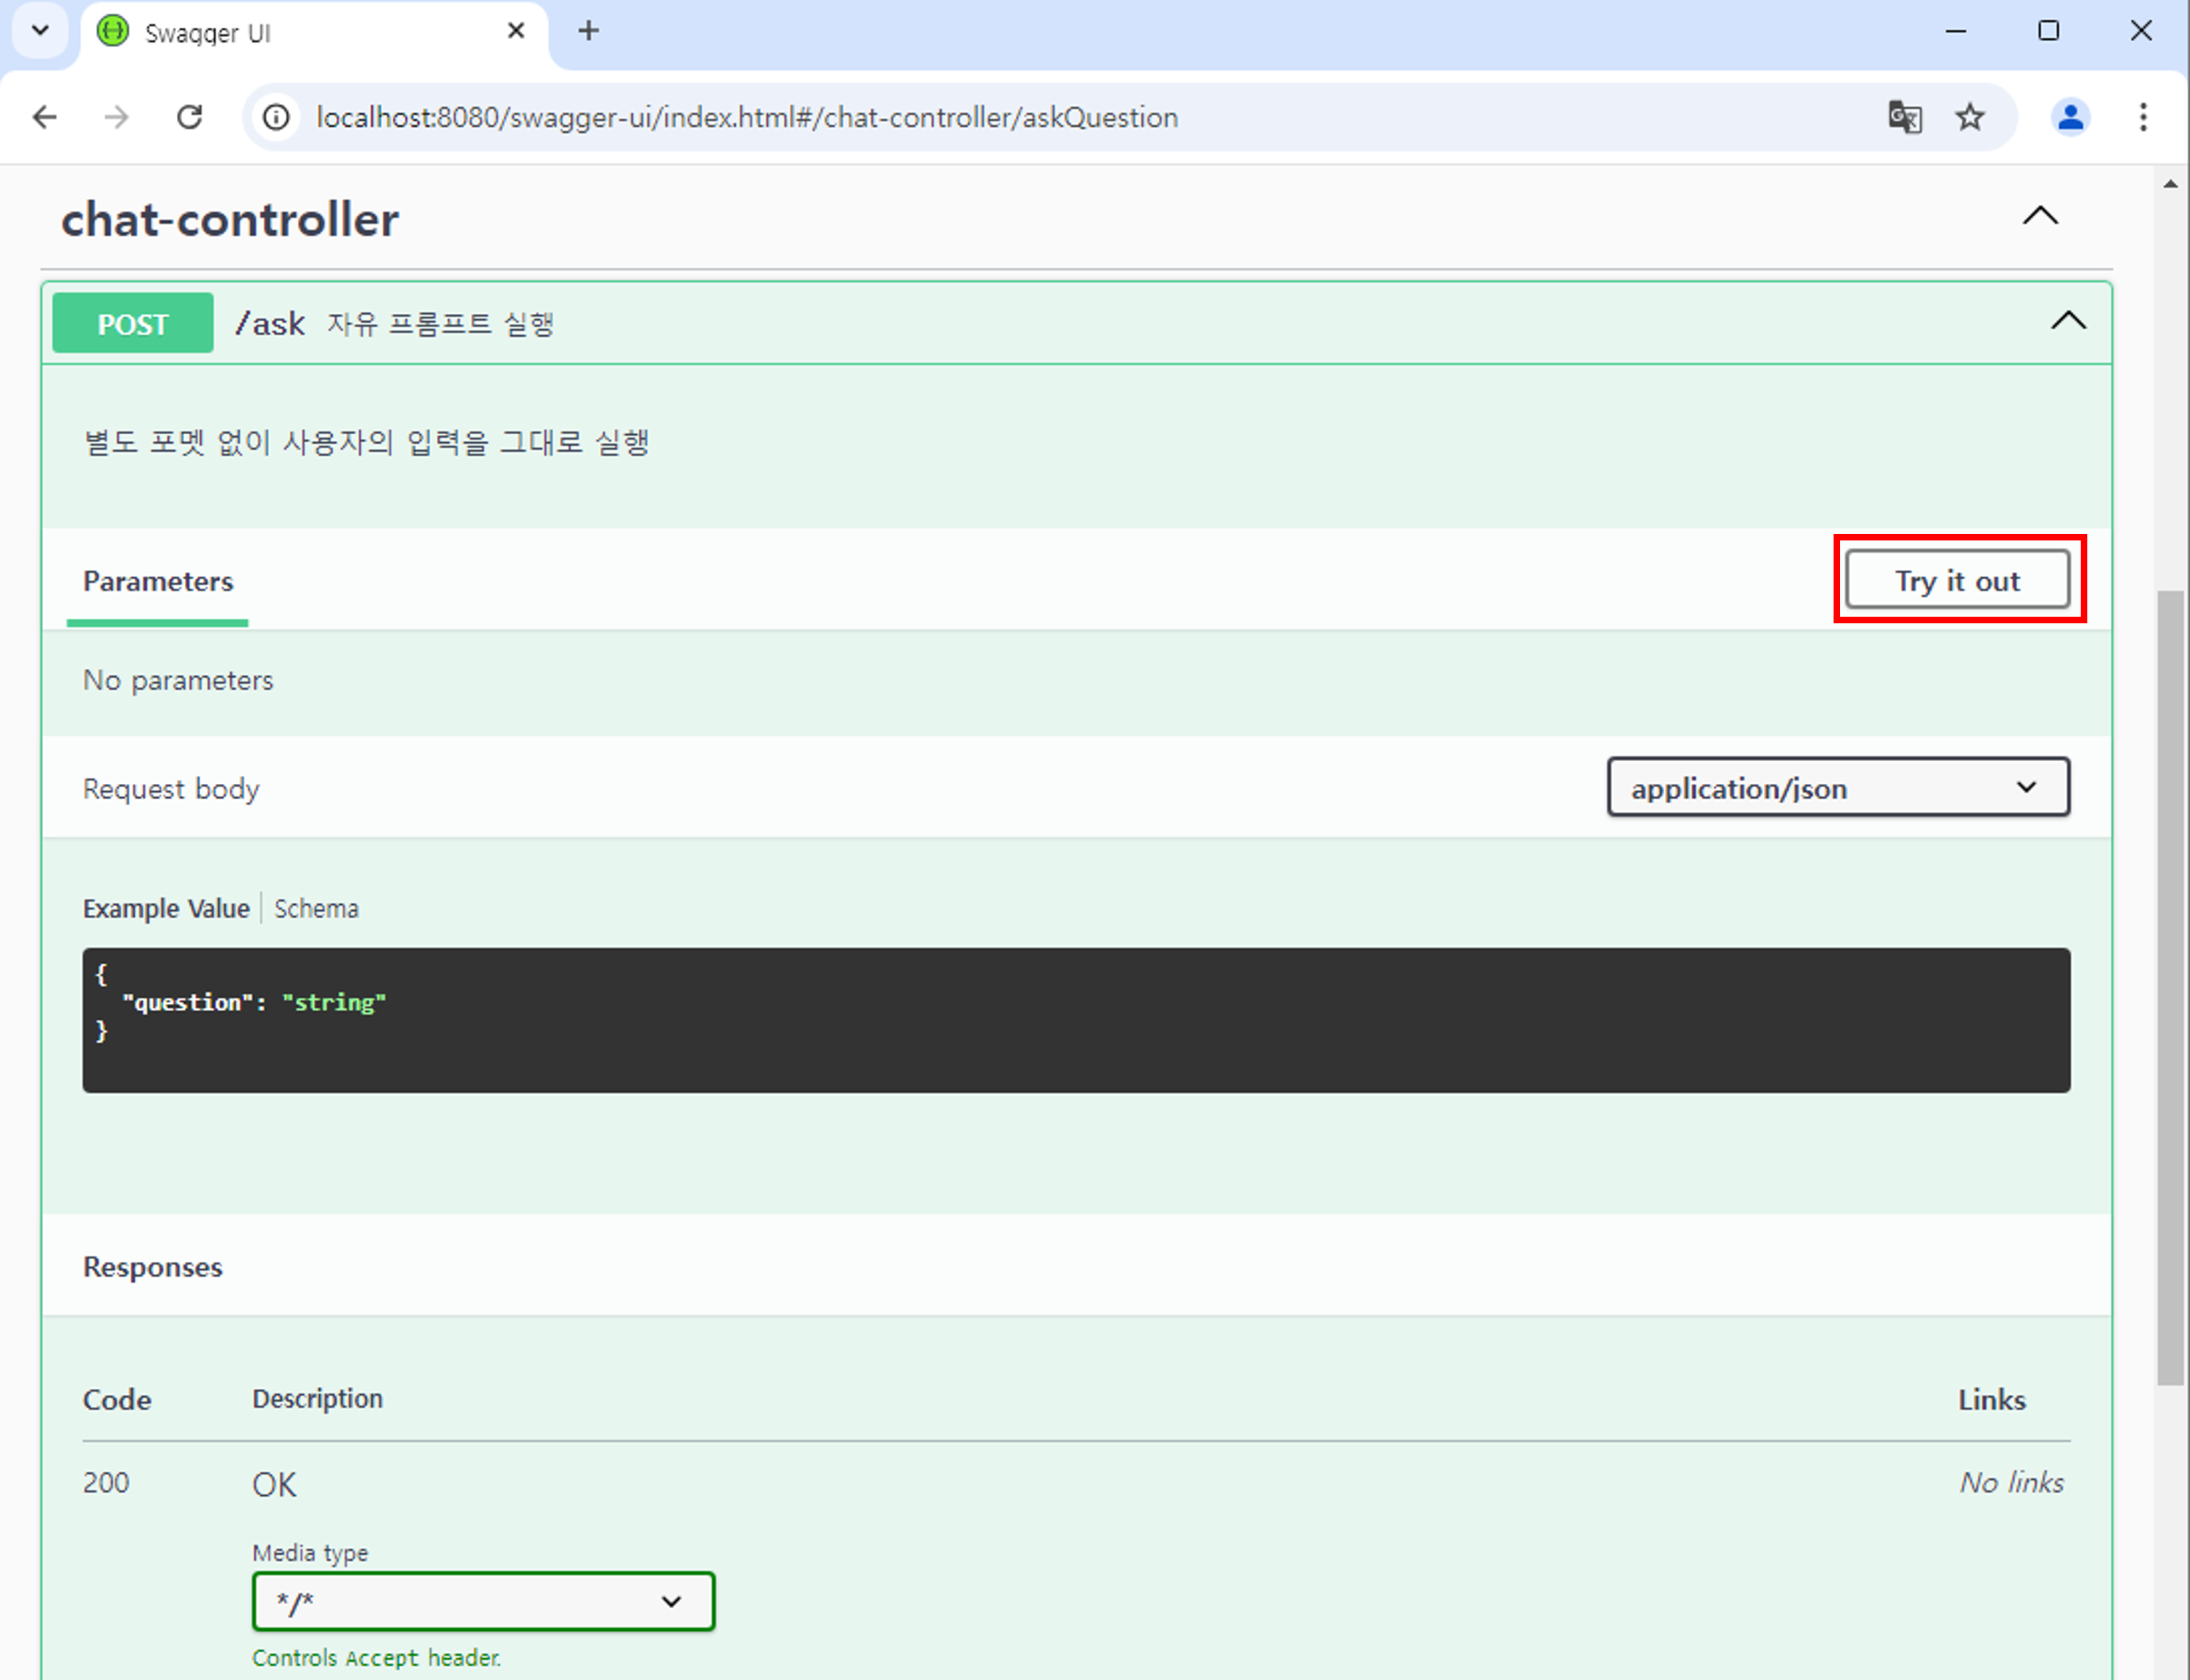 Swagger UI
localhost:8080/swagger-ui/index.html#/chat-controller/askQuestion
chat-controller
POST /ask 자유 프롬프트 실행
별도 포멧 없이 사용자의 입력을 그대로 실행
Parameters Try it out
No parameters
Request body application/json
Example Value Schema
{
"question": "string"
}
Responses
Code Description Links
200 OK No links
Media type
*/*
Controls Accept header.